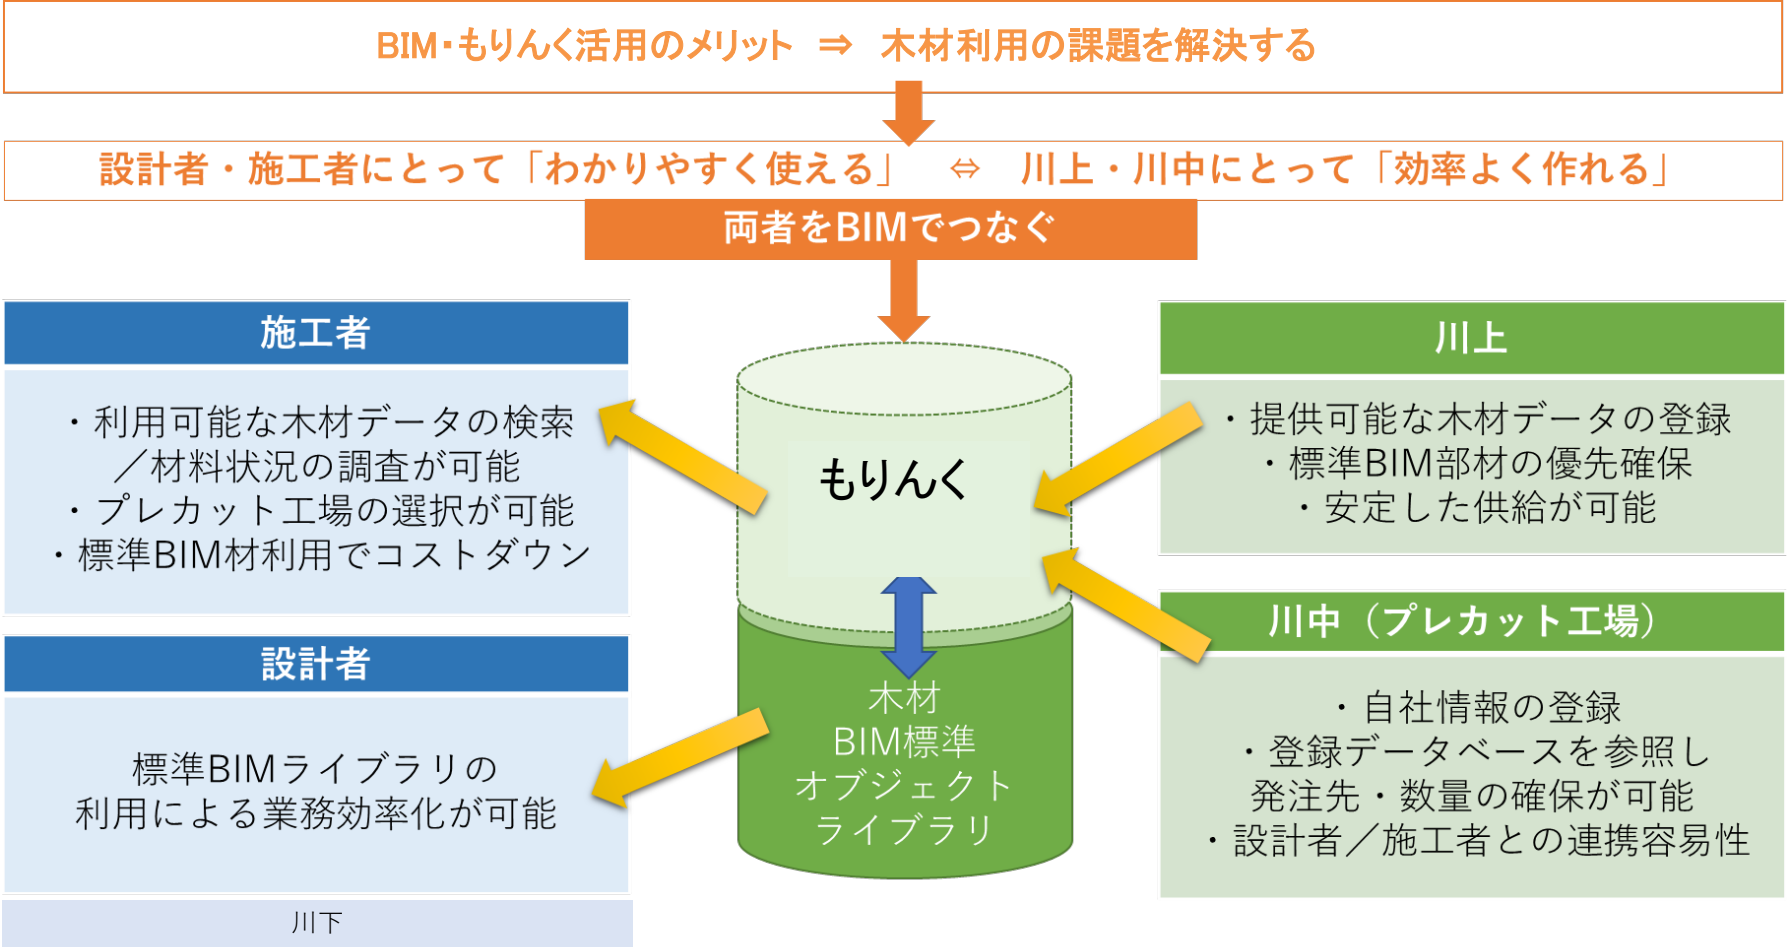 BIM・もりんく活用のメリット ⇒ 木材利用の課題を解決する
設計者・施工者にとって「わかりやすく使える」 ⇔ 川上・川中にとって「効率よく作れる」
両者をBIMでつなぐ
施工者
・利用可能な木材データの検索
／材料状況の調査が可能
・プレカット工場の選択が可能
・標準BIM材利用でコストダウン
設計者
標準BIMライブラリの
利用による業務効率化が可能
川下
もりんく
木材
BIM標準
オブジェクト
ライブラリ
川上
・提供可能な木材データの登録
・標準BIM部材の優先確保
・安定した供給が可能
川中（プレカット工場）
・自社情報の登録
・登録データベースを参照し
発注先・数量の確保が可能
・設計者／施工者との連携容易性